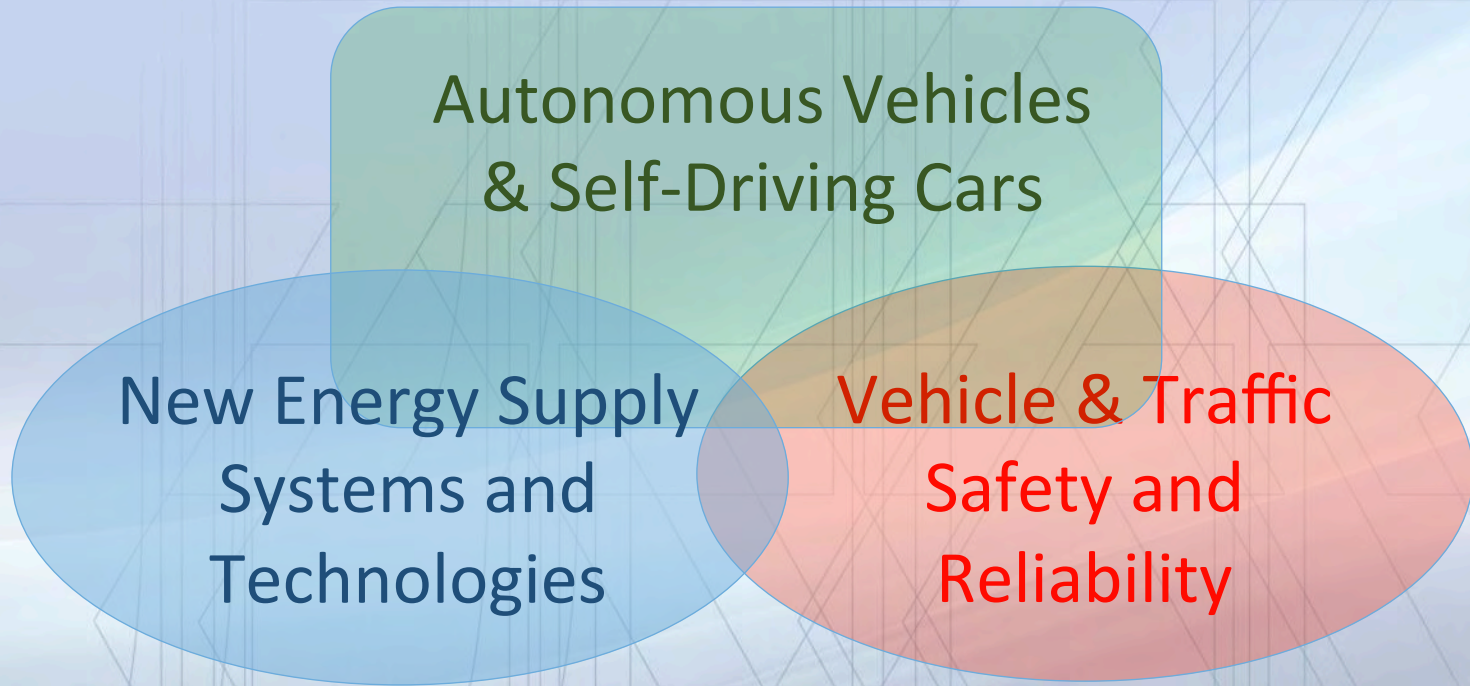 Autonomous Vehicles
& Self-Driving Cars
New Energy Supply
Systems and
Technologies
Vehicle & Traffic
Safety and
Reliability